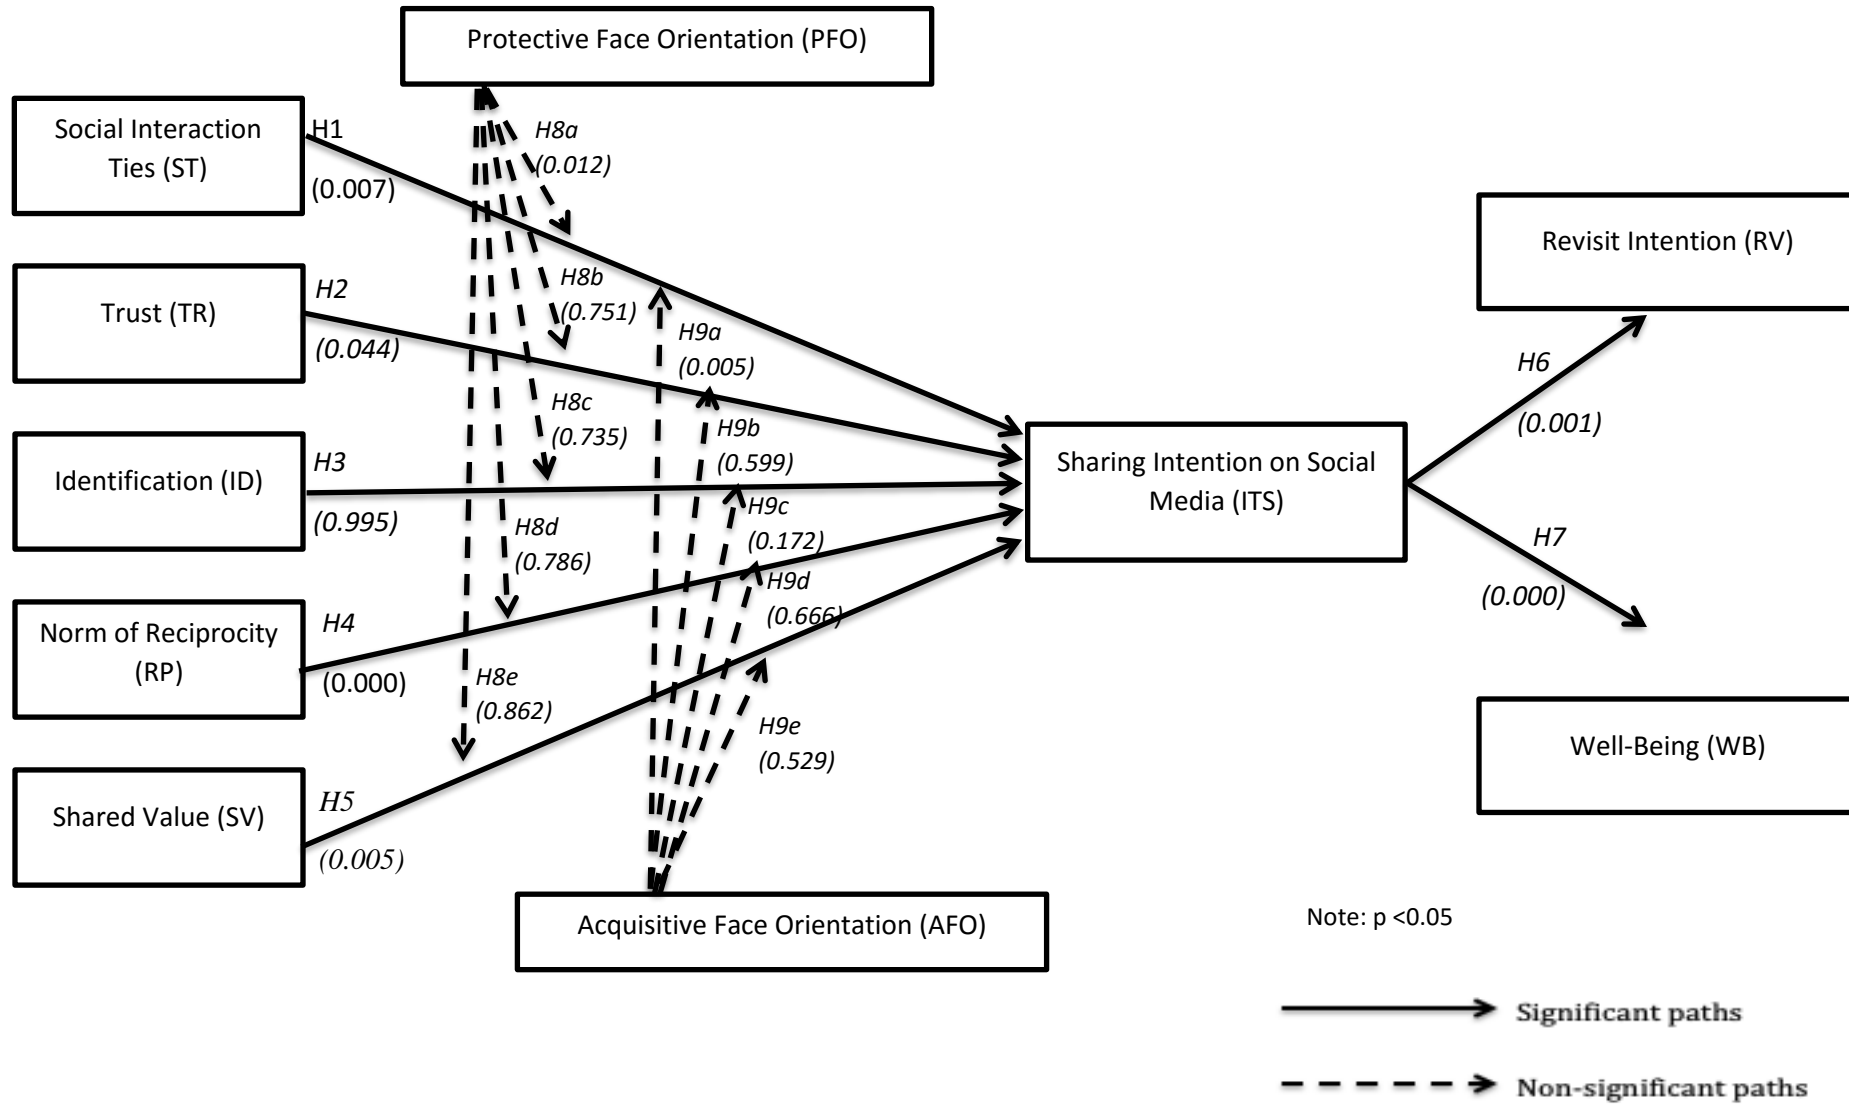 Protective Face Orientation (PFO)
Social Interaction
Ties (ST)
H1
(0.007)
H8a
(0.012)
Revisit Intention (RV)
Trust (TR)
H2
(0.044)
H8b
(0.751)
H9a
(0.005)
H6
(0.001)
H8c
(0.735)
H9b
(0.599)
Identification (ID)
H3
(0.995)
Sharing Intention on Social
Media (ITS)
H9c
(0.172)
H8d
(0.786)
H7
(0.000)
H9d
(0.666)
Norm of Reciprocity
(RP)
H4
(0.000)
H8e
(0.862)
H9e
(0.529)
Well-Being (WB)
Shared Value (SV)
H5
(0.005)
Acquisitive Face Orientation (AFO)
Note: p <0.05
Significant paths
Non-significant paths